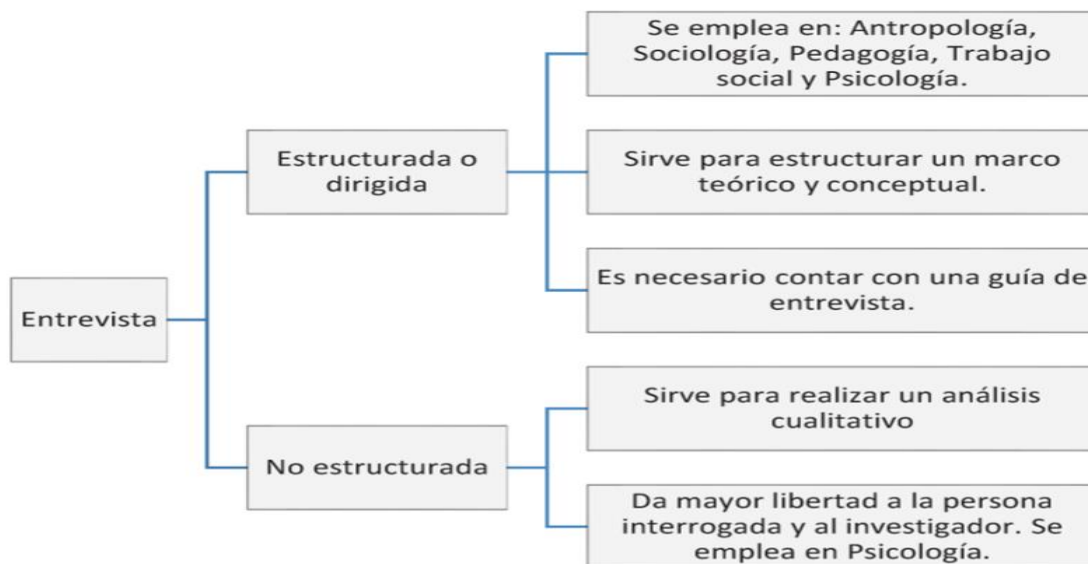 Entrevista
Estructurada o
dirigida
Se emplea en: Antropología,
Sociología, Pedagogía, Trabajo
social y Psicología.
Sirve para estructurar un marco
teórico y conceptual.
Es necesario contar con una guía de
entrevista.
No estructurada
Sirve para realizar un análisis
cualitativo
Da mayor libertad a la persona
interrogada y al investigador. Se
emplea en Psicología.